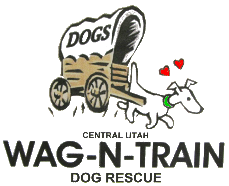 DOGS
CENTRAL UTAH
WAG-N-TRAIN
DOG RESCUE